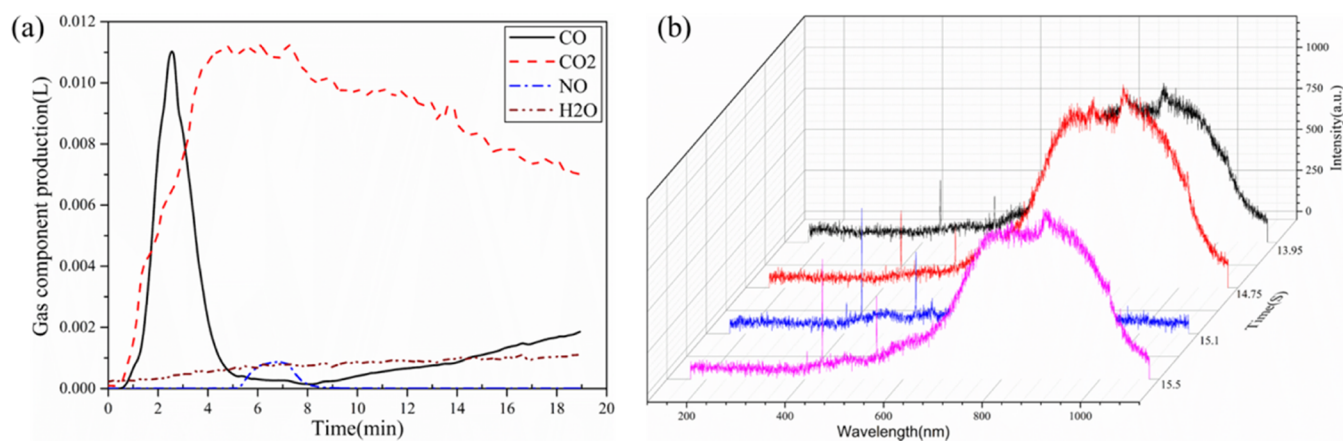 (a)
0.012
0.010
0.008
0.006
0.004
0.002
0.000
Gas component production(L)
0 2 4 6 8 10 12 14 16 18 20
Time(min)
CO
CO2
NO
H2O
(b)
1000
750
500
250
0
Intensity(a.u.)
13.95
14.75
15.1
15.5
Time(S)
200 400 600 800 1000
Wavelength(nm)